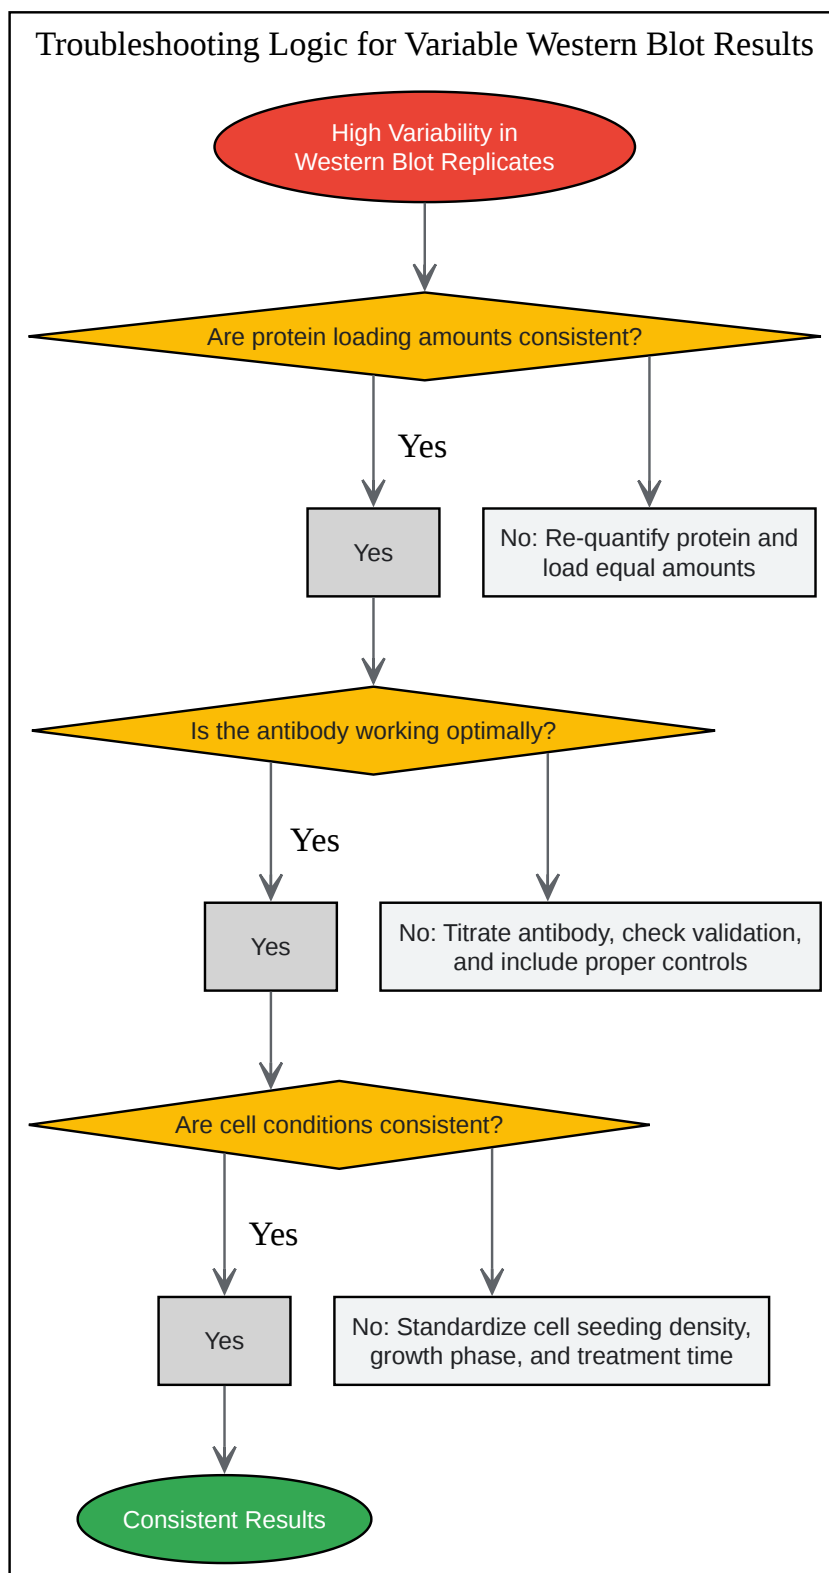 Troubleshooting Logic for Variable Western Blot Results
High Variability in
Western Blot Replicates
Are protein loading amounts consistent?
Yes
Yes
No: Re-quantify protein and
load equal amounts
Is the antibody working optimally?
Yes
Yes
No: Titrate antibody, check validation,
and include proper controls
Are cell conditions consistent?
Yes
Yes
No: Standardize cell seeding density,
growth phase, and treatment time
Consistent Results